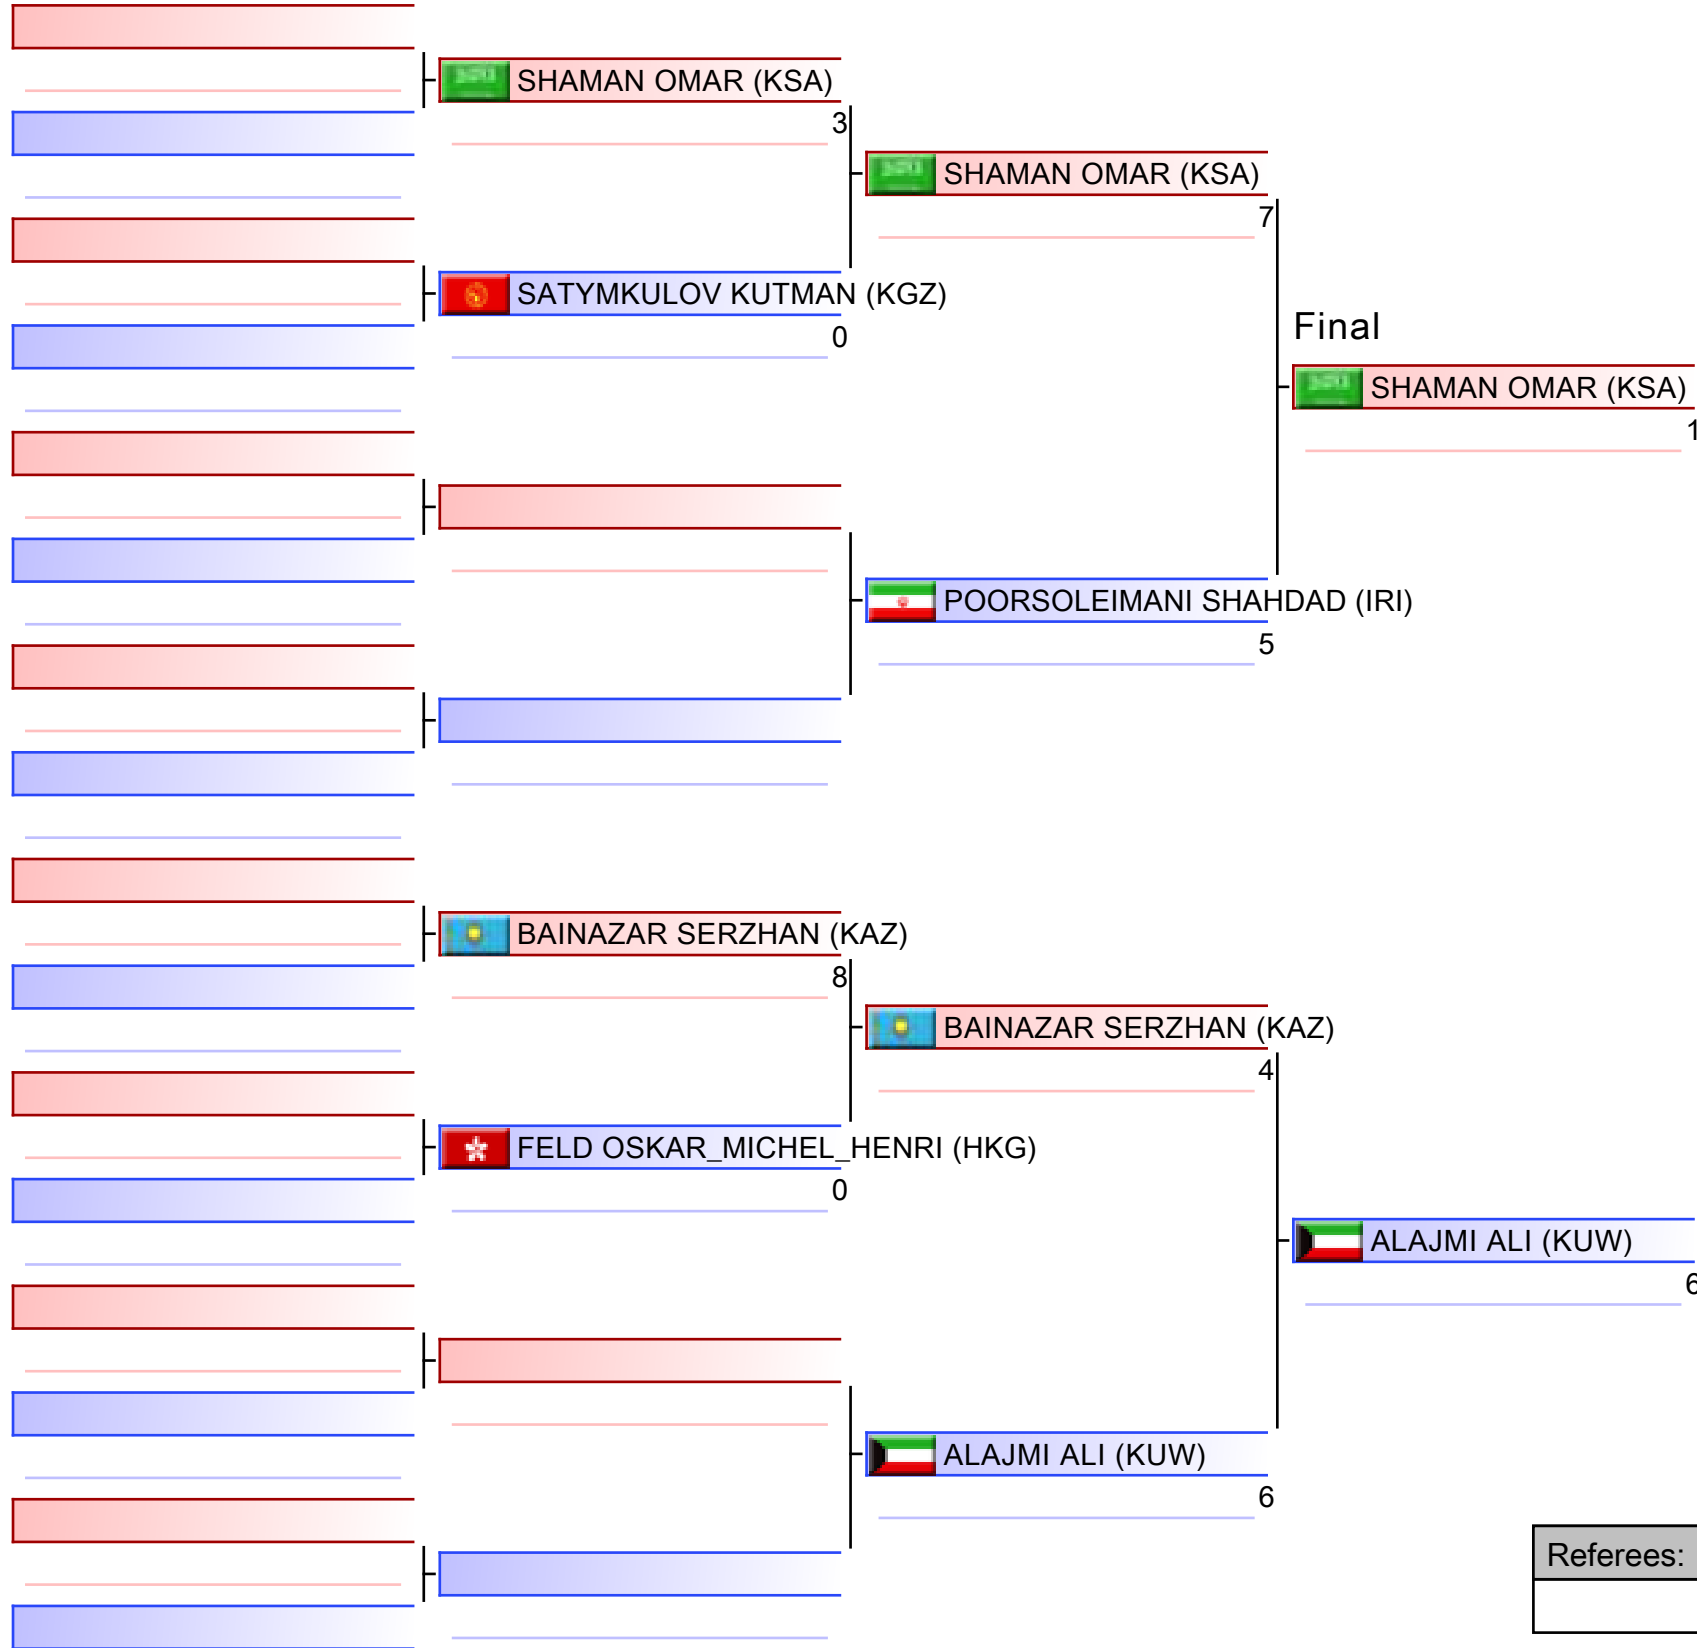 SHAMAN OMAR (KSA)
3
SHAMAN OMAR (KSA)
7
SATYMKULOV KUTMAN (KGZ)
0
Final
SHAMAN OMAR (KSA)
1
POORSOLEIMANI SHAHDAD (IRI)
5
BAINAZAR SERZHAN (KAZ)
8
BAINAZAR SERZHAN (KAZ)
4
FELD OSKAR_MICHEL_HENRI (HKG)
0
ALAJMI ALI (KUW)
6
ALAJMI ALI (KUW)
6
Referees: